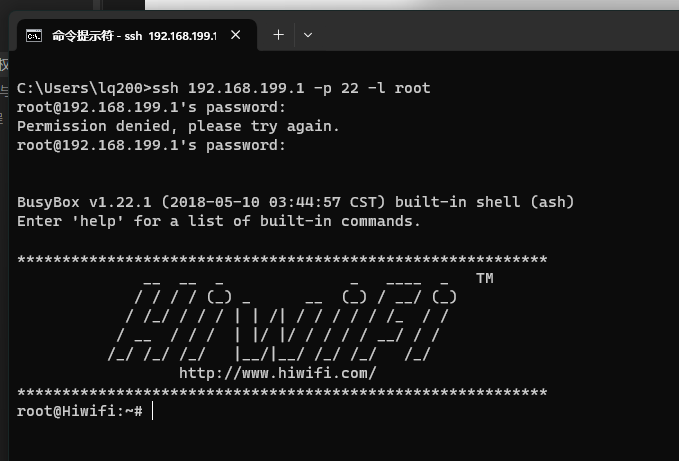 命令提示符 - ssh 192.168.199.1
C:\Users\lq200>ssh 192.168.199.1 -p 22 -l root
root@192.168.199.1's password:
Permission denied, please try again.
root@192.168.199.1's password:
BusyBox v1.22.1 (2018-05-10 03:44:57 CST) built-in shell (ash)
Enter 'help' for a list of built-in commands.
***********************************************************
HiWiFi TM
http://www.hiwifi.com/
***********************************************************
root@Hiwifi:~#